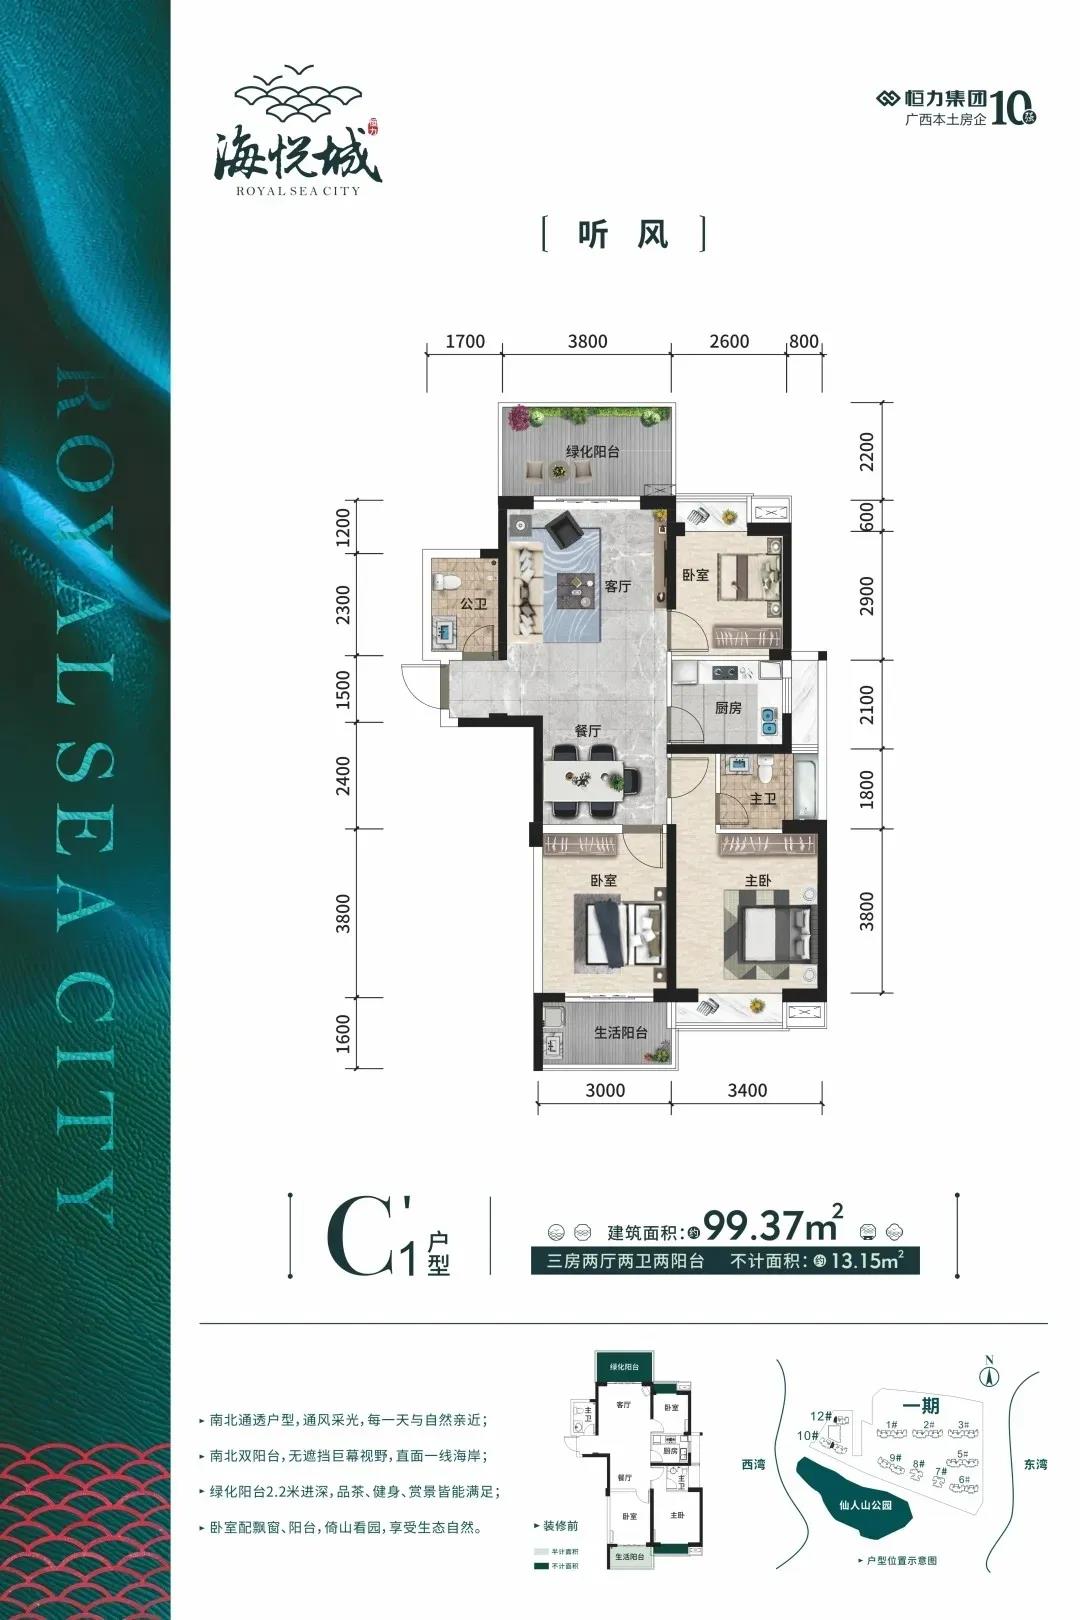 海悦城
恒力
ROYAL SEA CITY
恒力集团
广西本土房企10强
[ 听 风 ]
ROYAL SEA CITY
1700 3800 2600 800
2200
600
2900
2100
1800
3800
1200
2300
1500
2400
3800
1600
绿化阳台
客厅
卧室
公卫
厨房
餐厅
主卫
卧室
主卧
生活阳台
3000 3400
C'1 户型
建筑面积:约99.37m²
三房两厅两卫两阳台 不计面积:约13.15m²
▸ 南北通透户型,通风采光,每一天与自然亲近;
▸ 南北双阳台,无遮挡巨幕视野,直面一线海岸;
▸ 绿化阳台2.2米进深,品茶、健身、赏景皆能满足;
▸ 卧室配飘窗、阳台,倚山看园,享受生态自然。
绿化阳台
客厅
卧室
主卫
厨房
餐厅
主卫
卧室
主卧
生活阳台
▸ 装修前
半计面积
不计面积
N
一期
12#
10#
1# 2# 3#
9# 8# 7# 5#
6#
西湾
东湾
仙人山公园
▸ 户型位置示意图